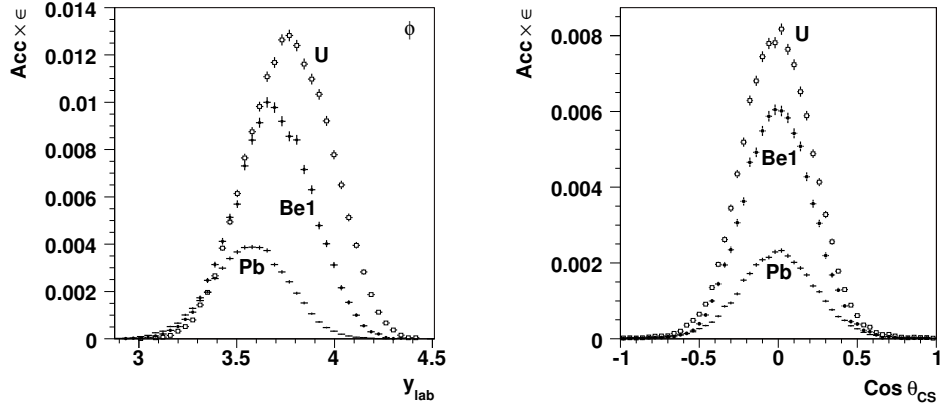 Acc × ϵ
ϕ
0.014
0.012
0.01
0.008
0.006
0.004
0.002
0
U
Be1
Pb
3
3.5
4
4.5
y_lab
Acc × ϵ
0.008
0.006
0.004
0.002
0
U
Be1
Pb
-1
-0.5
0
0.5
1
Cos θ_CS